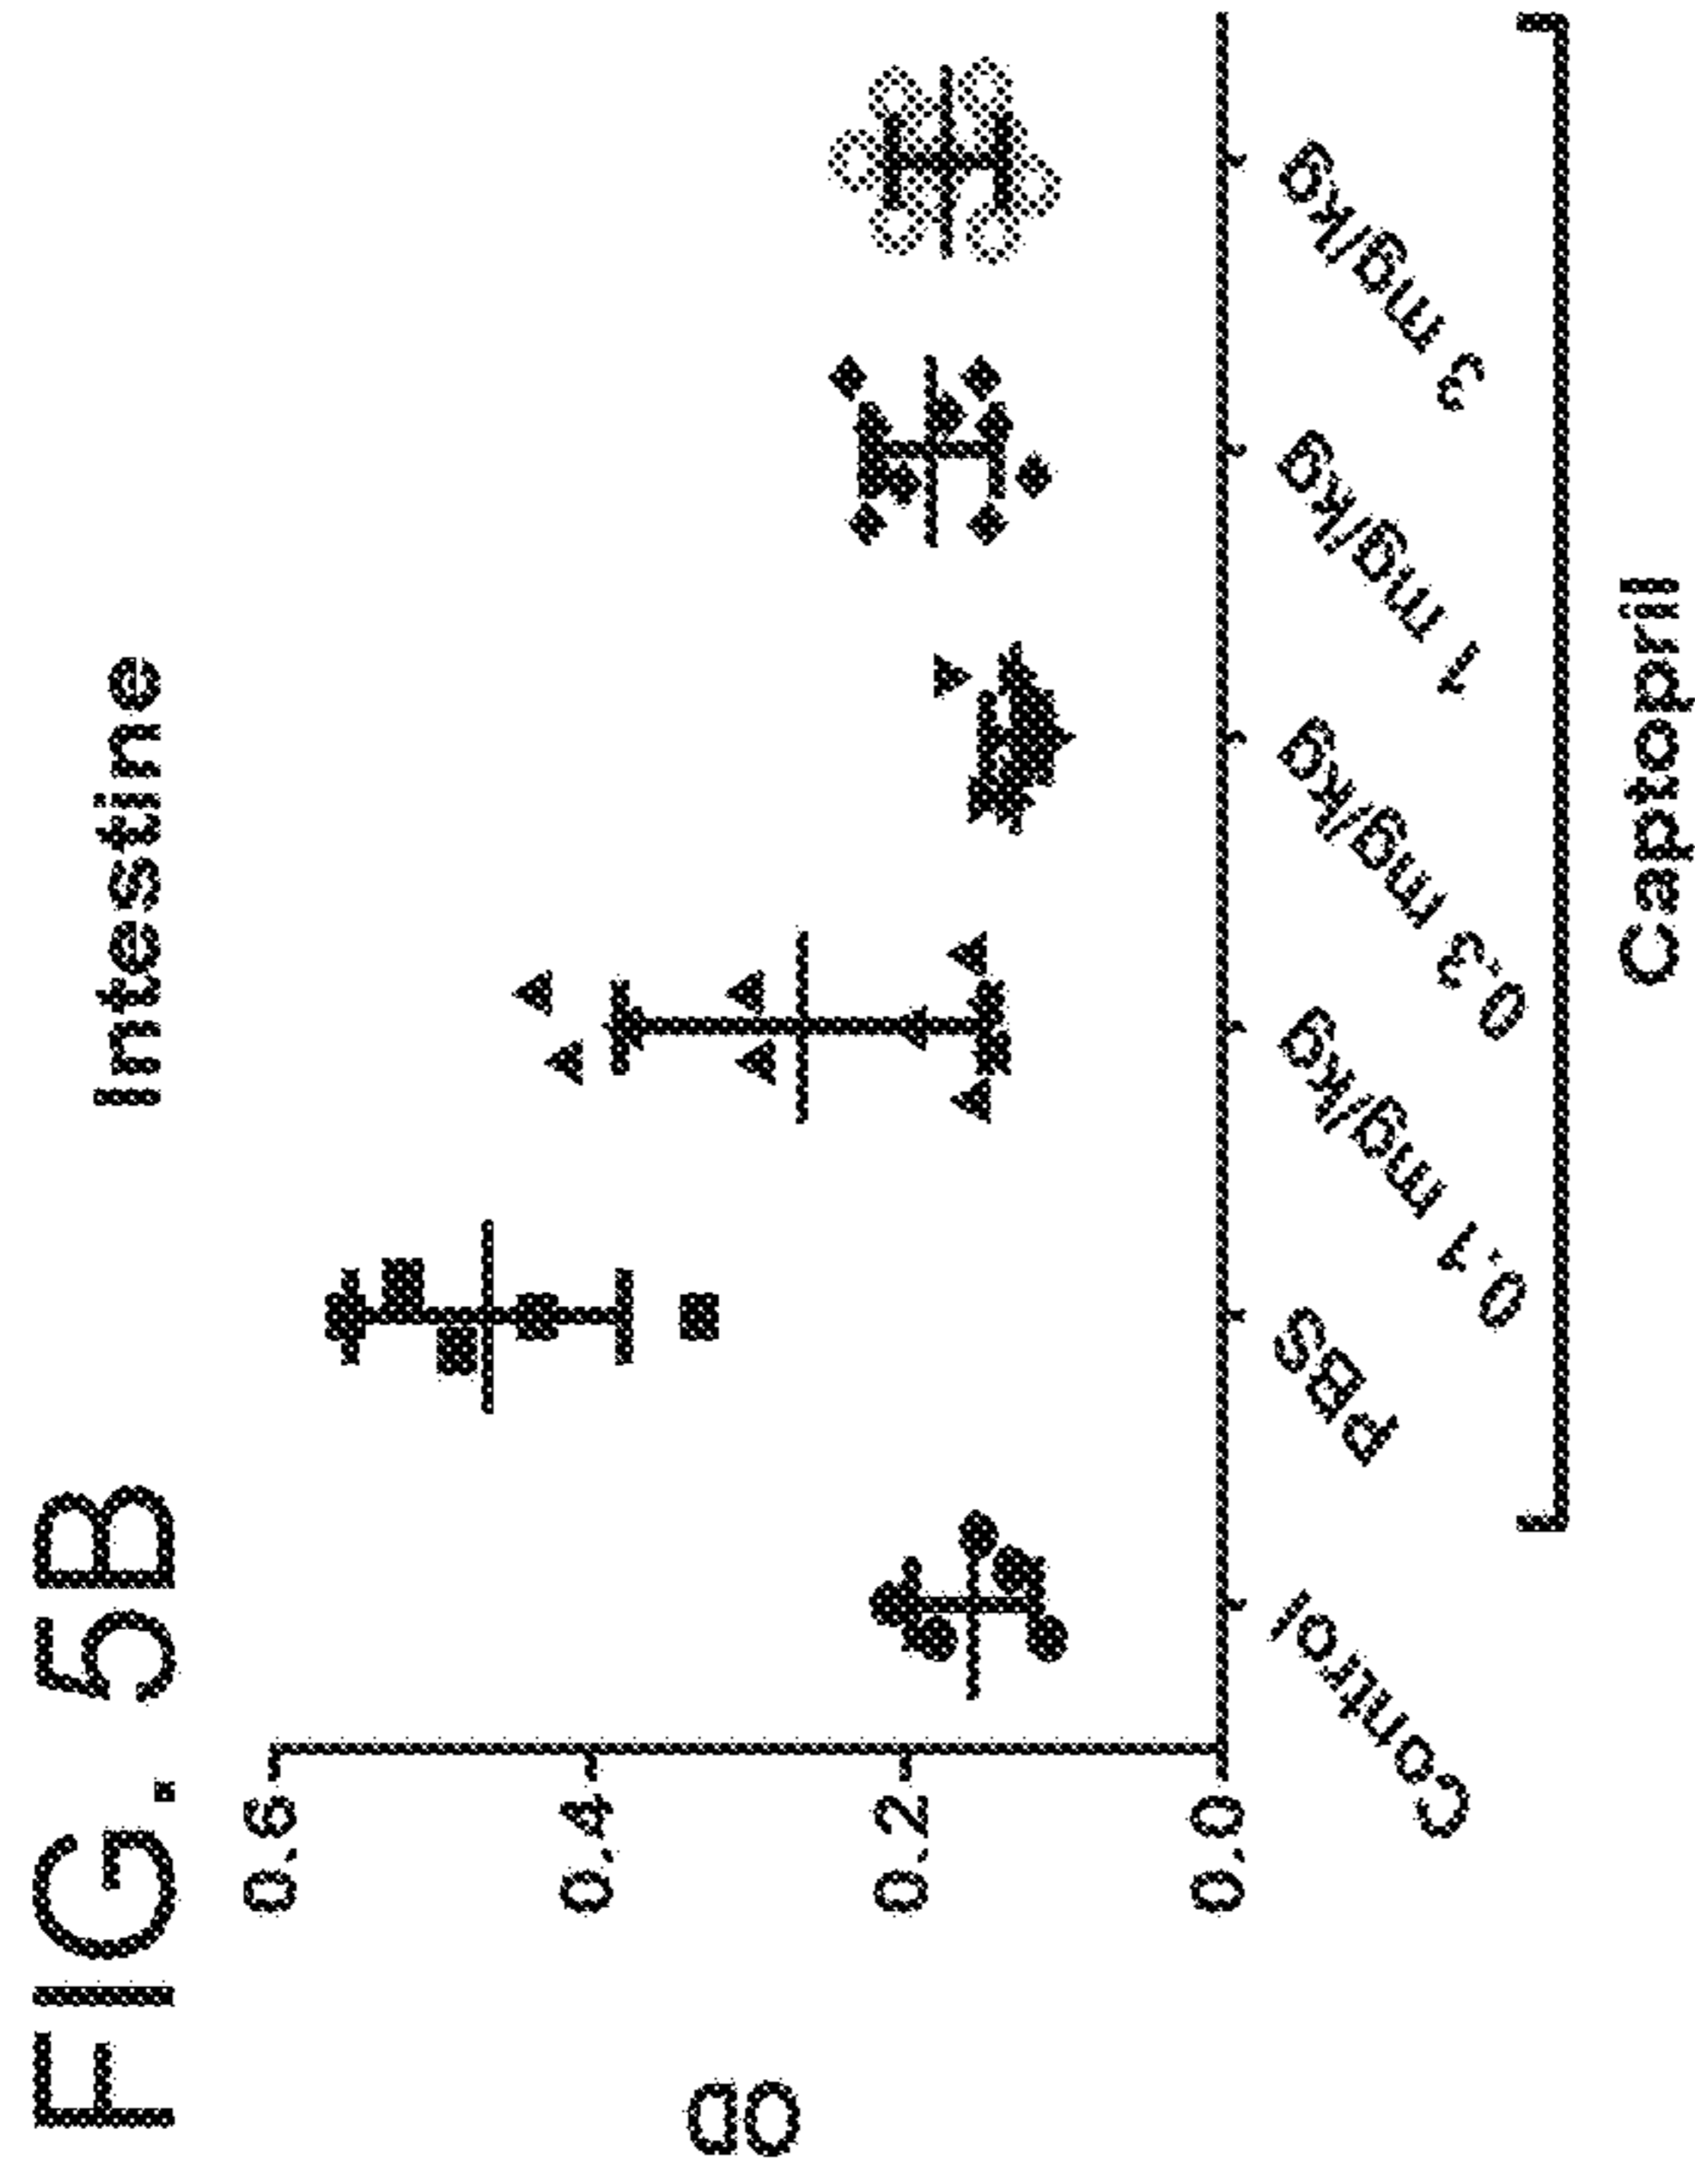 FIG. 5B
Intestine
OD
0.6
0.4
0.2
0.0
Control
PBS
0.1 mg/kg
0.3 mg/kg
1 mg/kg
3 mg/kg
Captopril